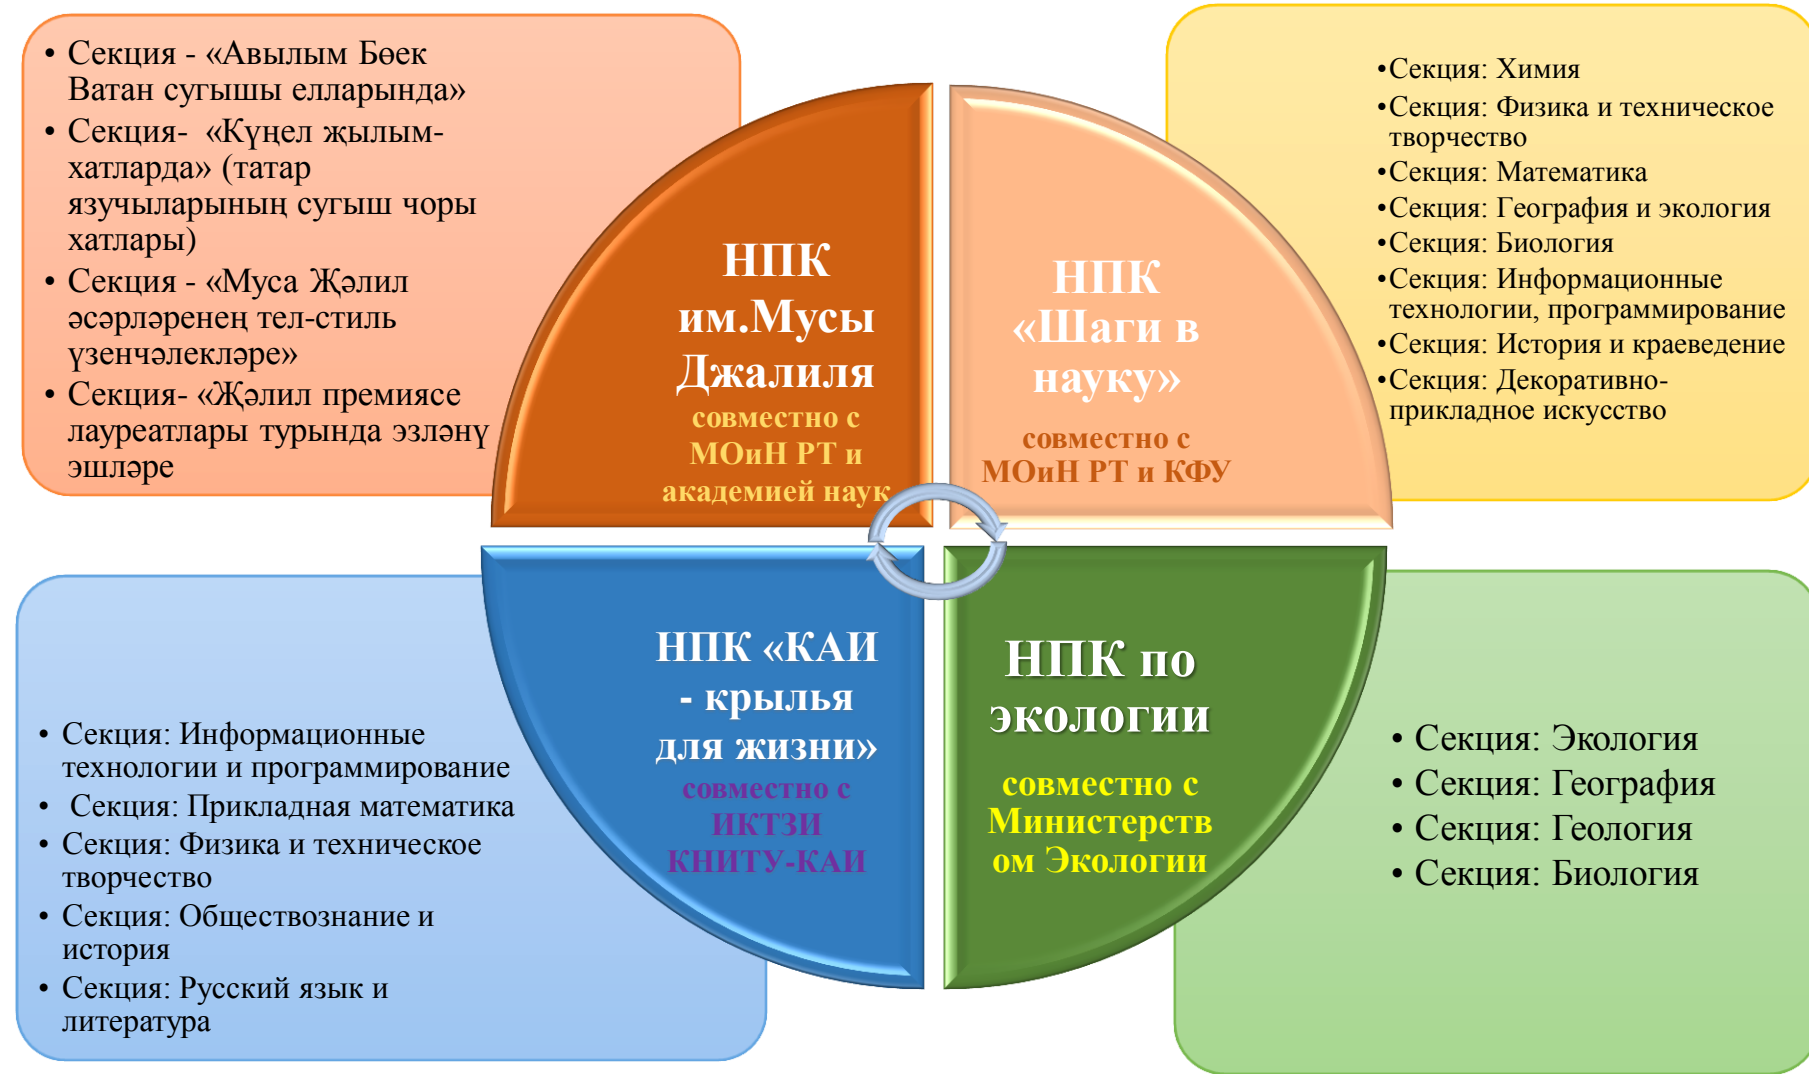 • Секция - «Авылым Бөек
Ватан сугышы елларында»
• Секция- «Күңел җылым-
хатларда» (татар
язучыларының сугыш чоры
хатлары)
• Секция - «Муса Җәлил
әсәрләренең тел-стиль
үзенчәлекләре»
• Секция- «Җәлил премиясе
лауреатлары турында эзләнү
эшләре
НПК
им.Мусы
Джалиля
совместно с
МОиН РТ и
академией наук
НПК
«Шаги в
науку»
совместно с
МОиН РТ и КФУ
•Секция: Химия
•Секция: Физика и техническое
творчество
•Секция: Математика
•Секция: География и экология
•Секция: Биология
•Секция: Информационные
технологии, программирование
•Секция: История и краеведение
•Секция: Декоративно-
прикладное искусство
• Секция: Информационные
технологии и программирование
• Секция: Прикладная математика
• Секция: Физика и техническое
творчество
• Секция: Обществознание и
история
• Секция: Русский язык и
литература
НПК «КАИ
- крылья
для жизни»
совместно с
ИКТЗИ
КНИТУ-КАИ
НПК по
экологии
совместно с
Министерств
ом Экологии
• Секция: Экология
• Секция: География
• Секция: Геология
• Секция: Биология